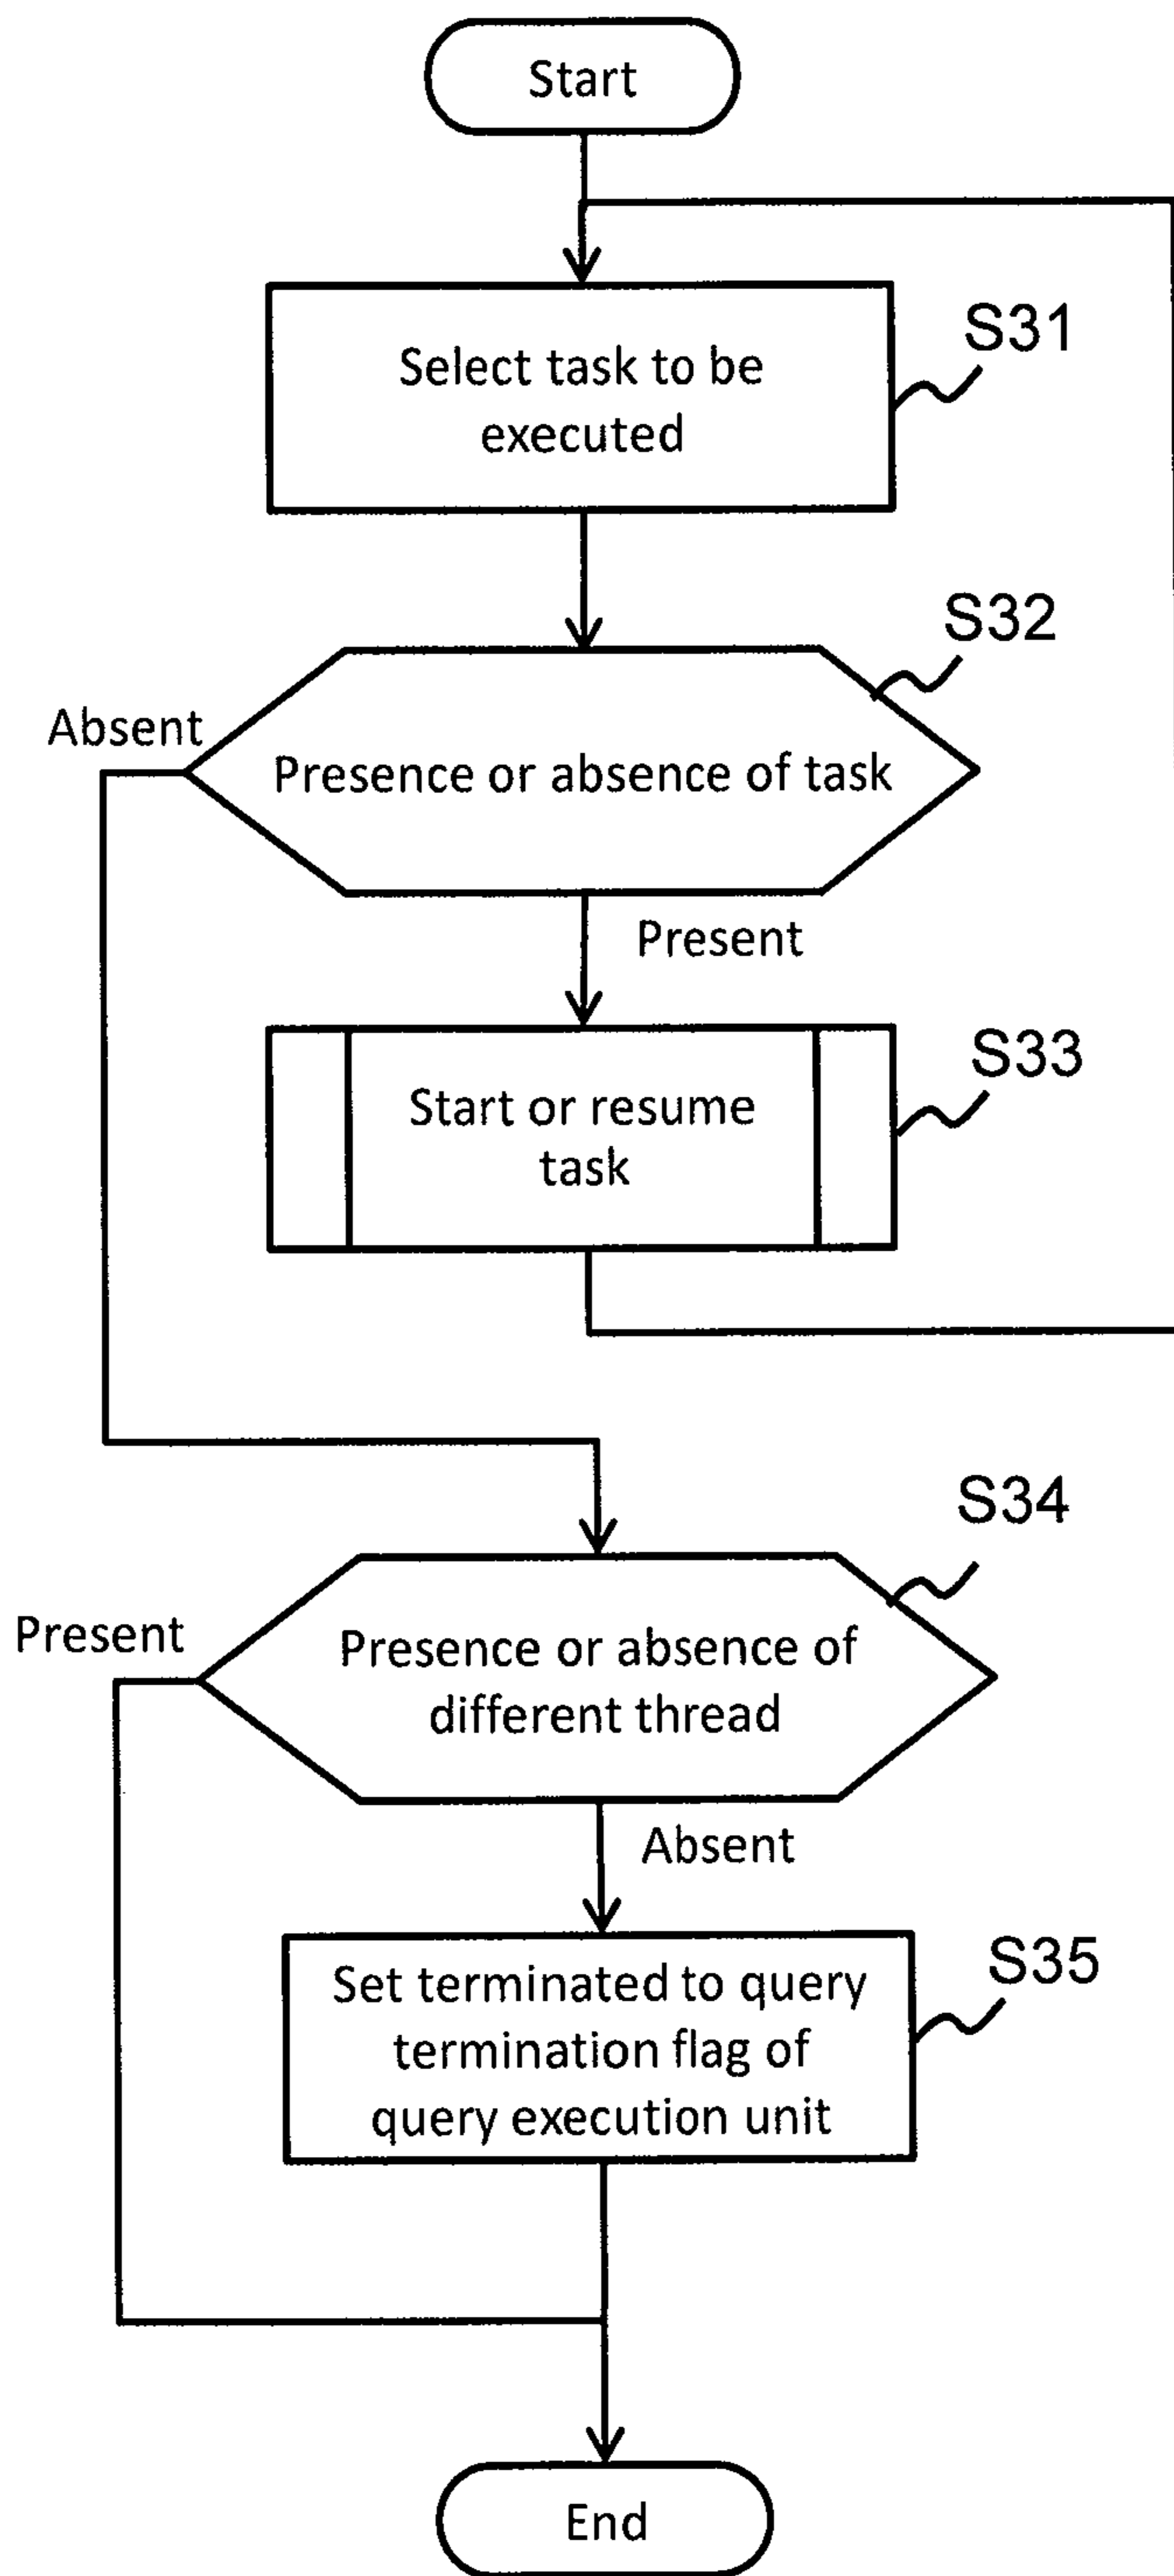 Start
Select task to be
executed
S31
S32
Absent
Presence or absence of task
Present
Start or resume
task
S33
S34
Present
Presence or absence of
different thread
Absent
Set terminated to query
termination flag of
query execution unit
S35
End